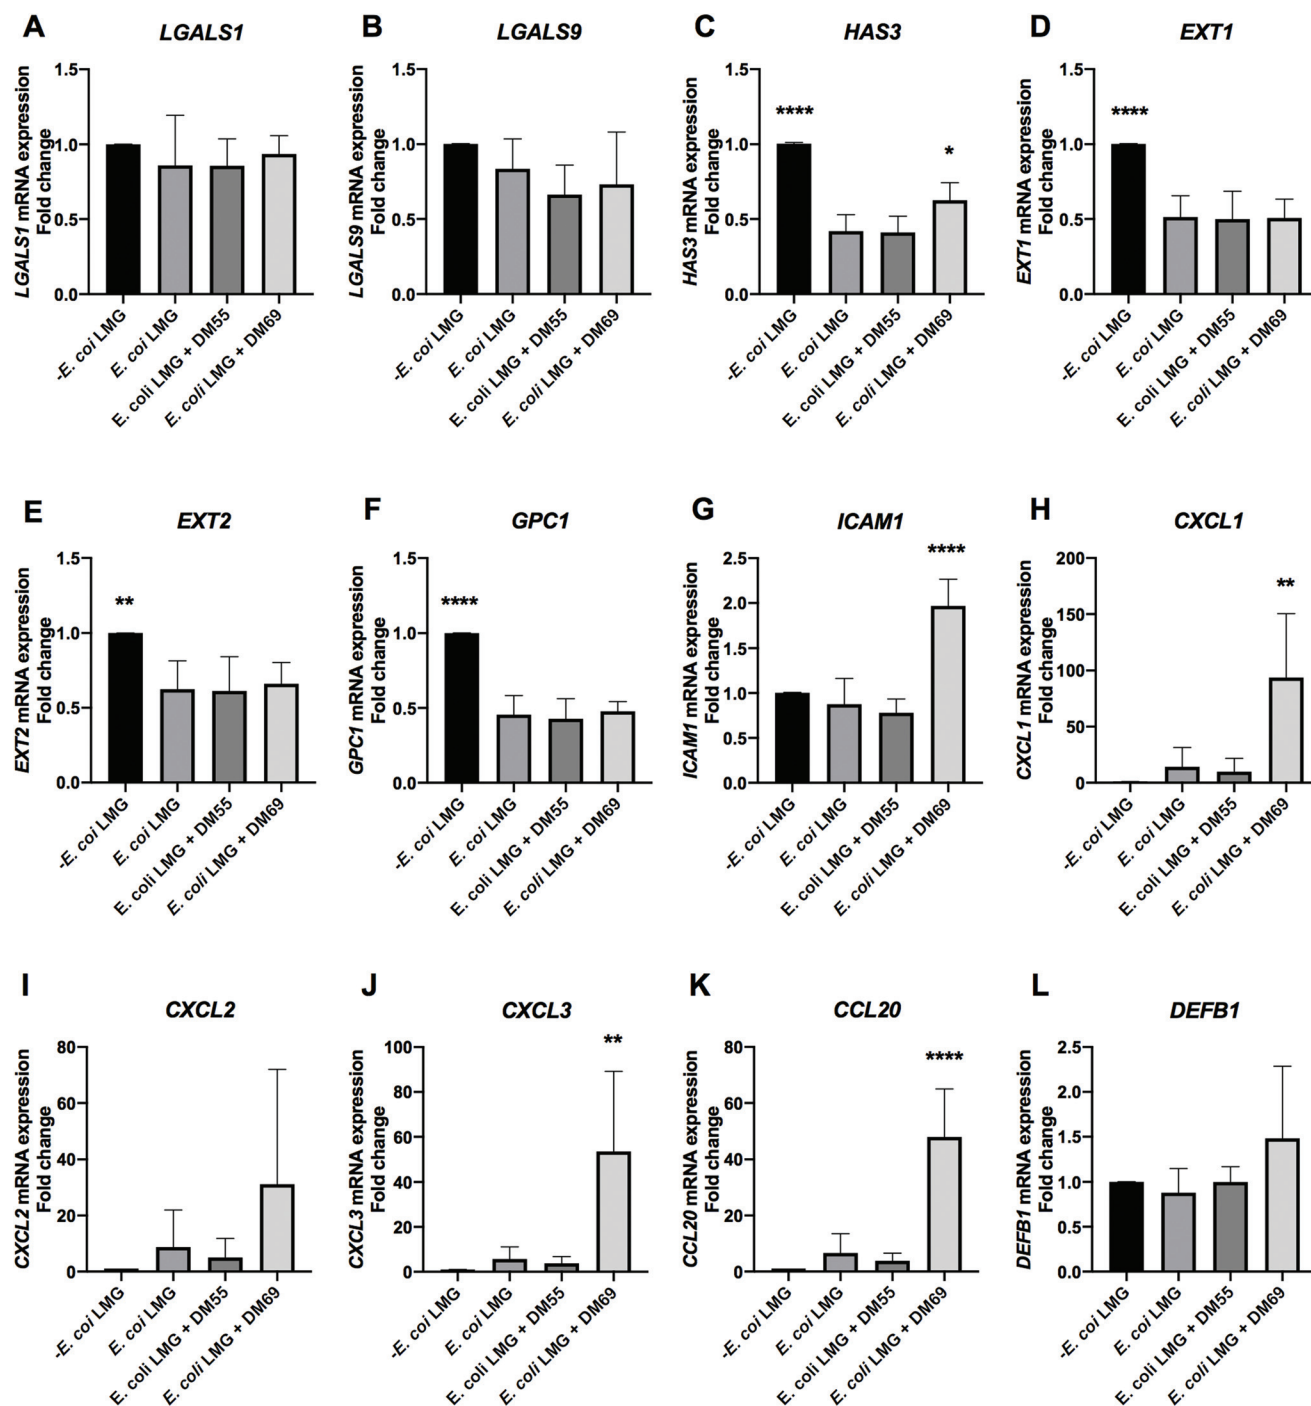 A
LGALS1
LGALS1 mRNA expression
Fold change
1.5
1.0
0.5
0.0
-E. coi LMG
E. coi LMG
E. coli LMG + DM55
E. coli LMG + DM69
B
LGALS9
LGALS9 mRNA expression
Fold change
1.5
1.0
0.5
0.0
-E. coi LMG
E. coi LMG
E. coli LMG + DM55
E. coli LMG + DM69
C
HAS3
HAS3 mRNA expression
Fold change
1.5
1.0
0.5
0.0
****
*
-E. coi LMG
E. coi LMG
E. coli LMG + DM55
E. coli LMG + DM69
D
EXT1
EXT1 mRNA expression
Fold change
1.5
1.0
0.5
0.0
****
-E. coi LMG
E. coi LMG
E. coli LMG + DM55
E. coli LMG + DM69
E
EXT2
EXT2 mRNA expression
Fold change
1.5
1.0
0.5
0.0
**
-E. coi LMG
E. coi LMG
E. coli LMG + DM55
E. coli LMG + DM69
F
GPC1
GPC1 mRNA expression
Fold change
1.5
1.0
0.5
0.0
****
-E. coi LMG
E. coi LMG
E. coli LMG + DM55
E. coli LMG + DM69
G
ICAM1
ICAM1 mRNA expression
Fold change
2.5
2.0
1.5
1.0
0.5
0.0
****
-E. coi LMG
E. coi LMG
E. coli LMG + DM55
E. coli LMG + DM69
H
CXCL1
CXCL1 mRNA expression
Fold change
200
150
100
50
0
**
-E. coi LMG
E. coi LMG
E. coli LMG + DM55
E. coli LMG + DM69
I
CXCL2
CXCL2 mRNA expression
Fold change
80
60
40
20
0
-E. coi LMG
E. coi LMG
E. coli LMG + DM55
E. coli LMG + DM69
J
CXCL3
CXCL3 mRNA expression
Fold change
100
80
60
40
20
0
**
-E. coi LMG
E. coi LMG
E. coli LMG + DM55
E. coli LMG + DM69
K
CCL20
CCL20 mRNA expression
Fold change
80
60
40
20
0
****
-E. coi LMG
E. coi LMG
E. coli LMG + DM55
E. coli LMG + DM69
L
DEFB1
DEFB1 mRNA expression
Fold change
2.5
2.0
1.5
1.0
0.5
0.0
-E. coi LMG
E. coi LMG
E. coli LMG + DM55
E. coli LMG + DM69